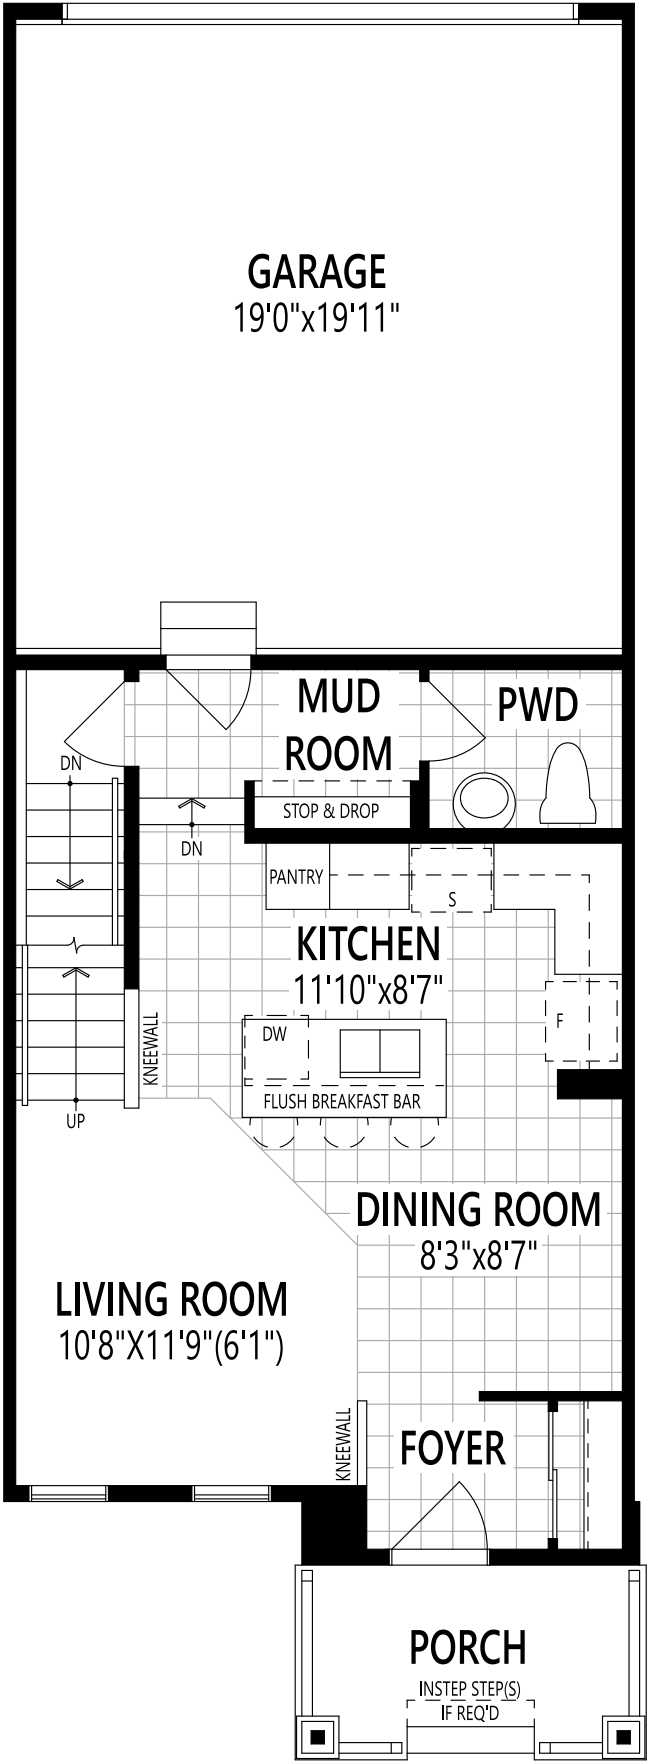 GARAGE
19'0"x19'11"
MUD
ROOM
PWD
DN
STOP & DROP
DN
PANTRY
S
KITCHEN
11'10"x8'7"
F
KNEEWALL
DW
FLUSH BREAKFAST BAR
UP
DINING ROOM
8'3"x8'7"
LIVING ROOM
10'8"X11'9"(6'1")
KNEEWALL
FOYER
PORCH
INSTEP STEP(S)
IF REQ'D